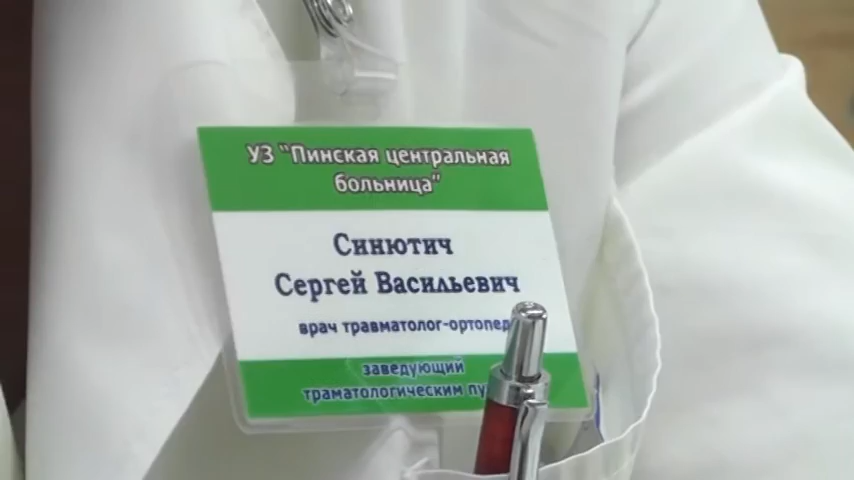 УЗ "Пинская центральная
больница"
Синютич
Сергей Васильевич
врач травматолог-ортопед
заведующий
траматологическим